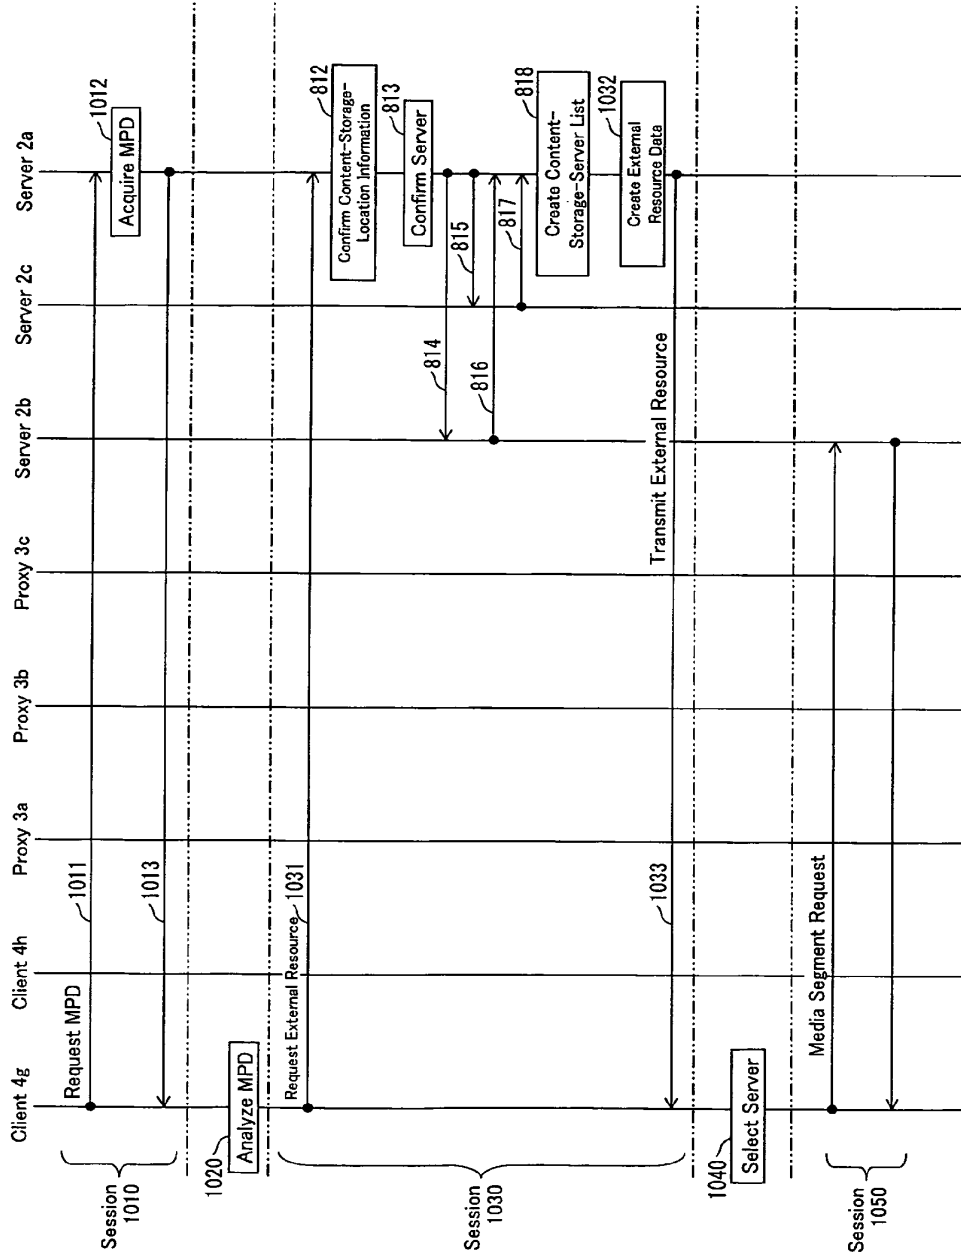 Client 4g
Client 4h
Proxy 3a
Proxy 3b
Proxy 3c
Server 2b
Server 2c
Server 2a
Session
1010
Request MPD
1011
1012
Acquire MPD
1013
1020
Analyze MPD
Session
1030
Request External Resource
1031
812
Confirm Content-Storage-
Location Information
813
Confirm Server
814
815
816
817
818
Create Content-
Storage-Server List
1032
Create External
Resource Data
Transmit External Resource
1033
1040
Select Server
Session
1050
Media Segment Request